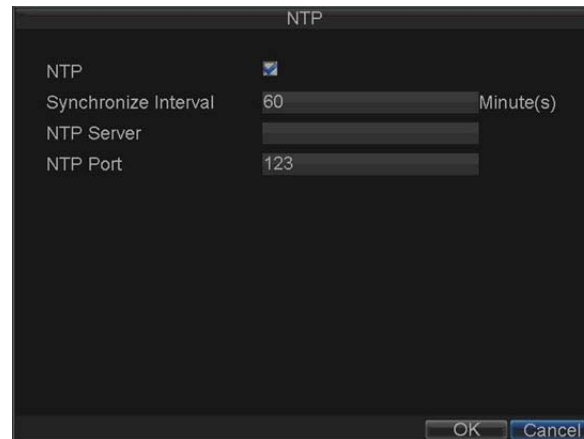 NTP
NTP
Synchronize Interval 60 Minute(s)
NTP Server
NTP Port 123
OK Cancel